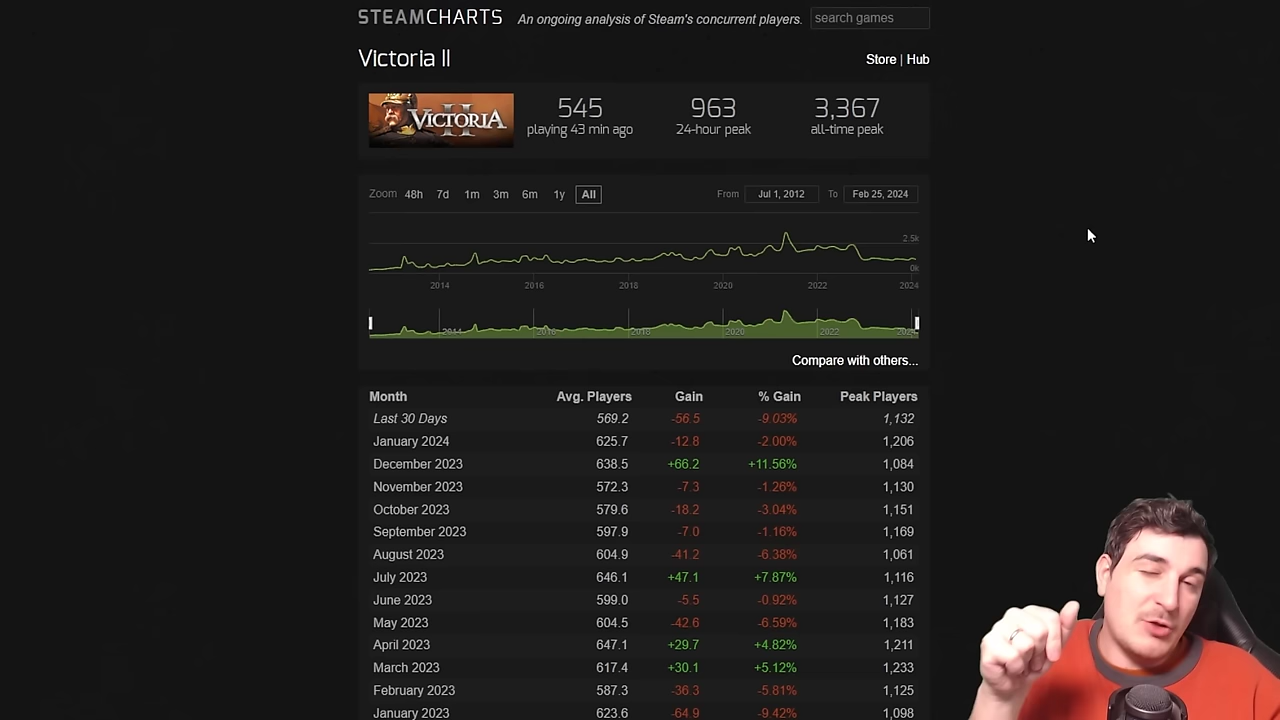 STEAMCHARTS An ongoing analysis of Steam's concurrent players. search games
Victoria II Store | Hub
VICTORIA II
545 963 3,367
playing 43 min ago 24-hour peak all-time peak
Zoom 48h 7d 1m 3m 6m 1y All From Jul 1, 2012 To Feb 25, 2024
2.5k
0k
2014 2016 2018 2020 2022 2024
2014 2016 2018 2020 2022 2024
Compare with others...
Month Avg. Players Gain % Gain Peak Players
Last 30 Days 569.2 -56.5 -9.03% 1,132
January 2024 625.7 -12.8 -2.00% 1,206
December 2023 638.5 +66.2 +11.56% 1,084
November 2023 572.3 -7.3 -1.26% 1,130
October 2023 579.6 -18.2 -3.04% 1,151
September 2023 597.9 -7.0 -1.16% 1,169
August 2023 604.9 -41.2 -6.38% 1,061
July 2023 646.1 +47.1 +7.87% 1,116
June 2023 599.0 -5.5 -0.92% 1,127
May 2023 604.5 -42.6 -6.59% 1,183
April 2023 647.1 +29.7 +4.82% 1,211
March 2023 617.4 +30.1 +5.12% 1,233
February 2023 587.3 -36.3 -5.81% 1,125
January 2023 623.6 -64.9 -9.42% 1,098